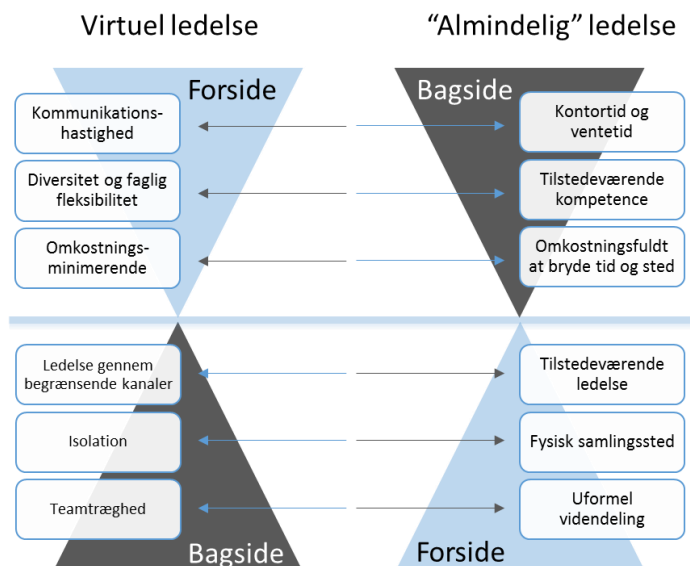 Virtuel ledelse
“Almindelig” ledelse
Forside
Bagside
Kommunikations-
hastighed
Kontortid og
ventetid
Diversitet og faglig
fleksibilitet
Tilstedeværende
kompetence
Omkostnings-
minimerende
Omkostningsfuldt
at bryde tid og sted
Ledelse gennem
begrænsende kanaler
Tilstedeværende
ledelse
Isolation
Fysisk samlingssted
Teamtræghed
Uformel
videndeling
Bagside
Forside